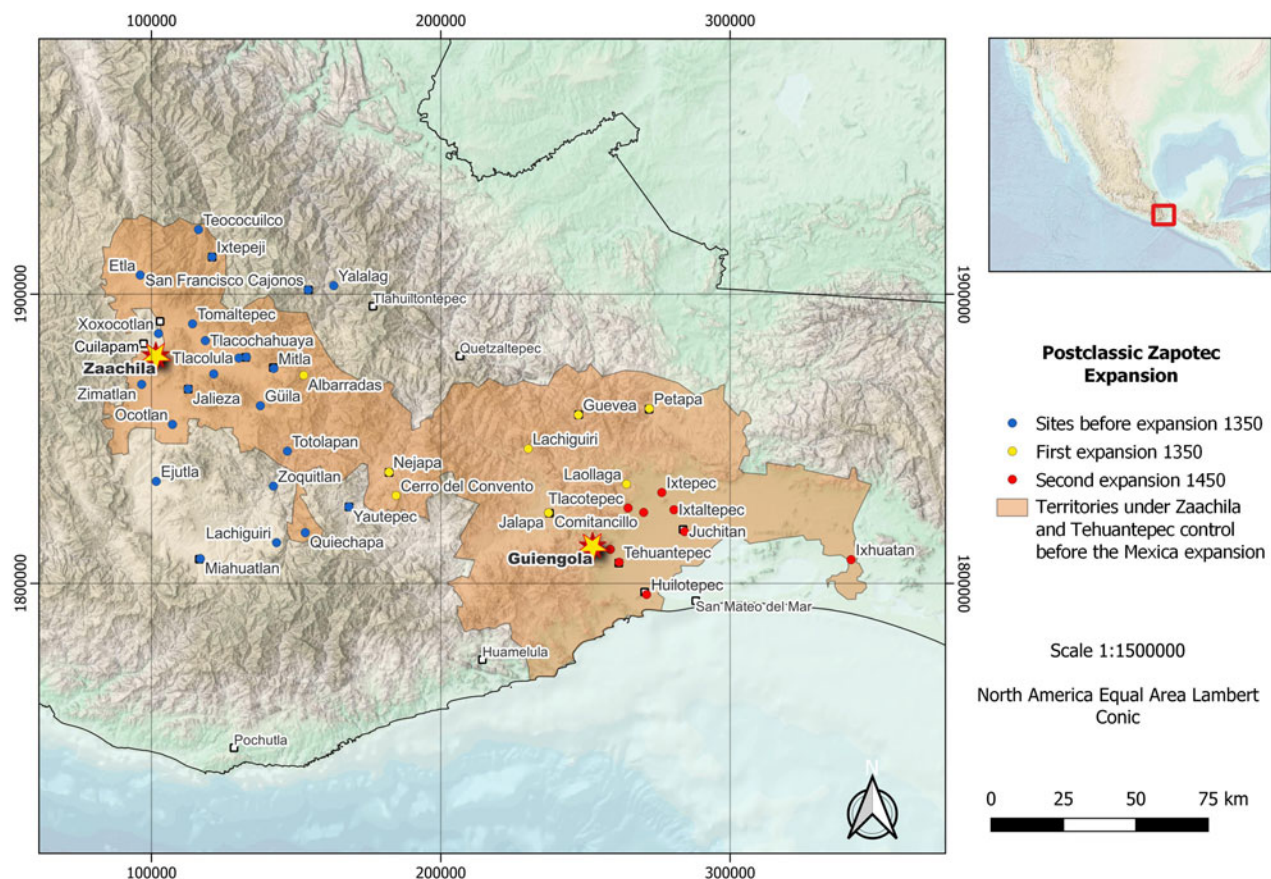 100000
200000
300000
Teococuilco
Ixtepeji
Etla
San Francisco Cajonos
Yalalag
Tlahuiltontepec
1900000
1900000
Xoxocotlan
Tomaltepec
Cuilapam
Tlacochahuaya
Quetzaltepec
Zaachila
Tlacolula
Mitla
Albarradas
Zimatlan
Jalieza
Güila
Guevea
Petapa
Ocotlan
Totolapan
Lachiguiri
Ejutla
Zoquitlan
Nejapa
Laollaga
Ixtepec
Cerro del Convento
Tlacotepec
Ixtaltepec
Yautepec
Jalapa
Comitancillo
Juchitan
Lachiguiri
Quiechapa
Guiengola
Tehuantepec
Ixhuatan
Miahuatlan
1800000
1800000
Huilotepec
San Mateo del Mar
Huamelula
Pochutla
N
100000
200000
300000
Postclassic Zapotec
Expansion
Sites before expansion 1350
First expansion 1350
Second expansion 1450
Territories under Zaachila
and Tehuantepec control
before the Mexica expansion
Scale 1:1500000
North America Equal Area Lambert
Conic
0 25 50 75 km